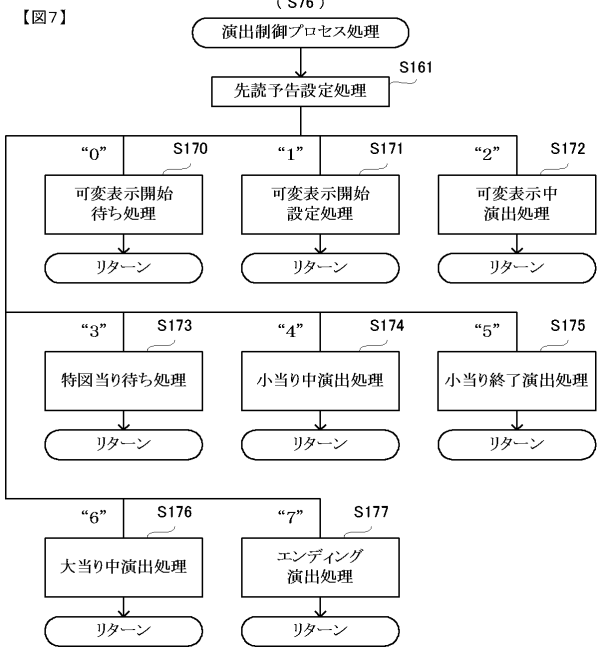 【図7】
(S76)
演出制御プロセス処理
S161
先読予告設定処理
“0”
S170
可変表示開始
待ち処理
リターン
“1”
S171
可変表示開始
設定処理
リターン
“2”
S172
可変表示中
演出処理
リターン
“3”
S173
特図当り待ち処理
リターン
“4”
S174
小当り中演出処理
リターン
“5”
S175
小当り終了演出処理
リターン
“6”
S176
大当り中演出処理
リターン
“7”
S177
エンディング
演出処理
リターン